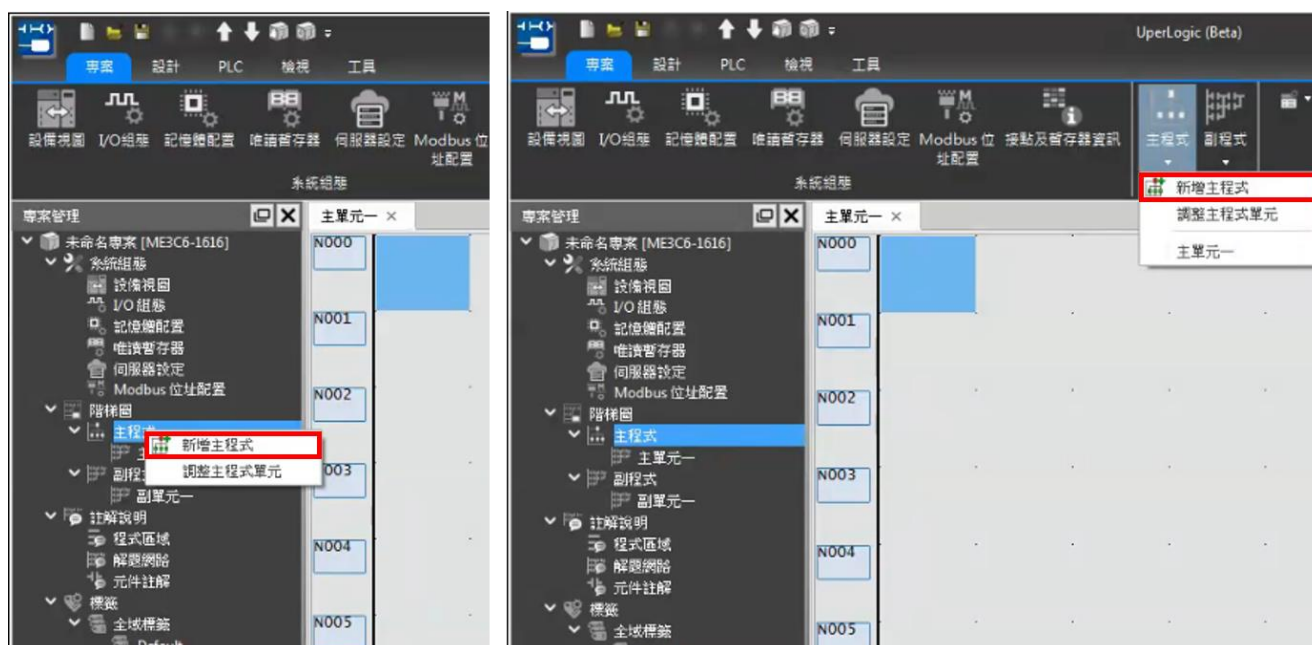 專案 設計 PLC 檢視 工具
設備視圖 I/O組態 記憶體配置 唯讀暫存器 伺服器設定 Modbus 位
址配置
系統組態
專案管理
主單元一 ×
未命名專案 [ME3C6-1616]
系統組態
設備視圖
I/O 組態
記憶體配置
唯讀暫存器
伺服器設定
Modbus 位址配置
階梯圖
主程
新增主程式
調整主程式單元
副程
副單元一
註解說明
程式區域
解題網路
元件註解
標籤
全域標籤
Default
N000
N001
N002
N003
N004
N005
UperLogic (Beta)
專案 設計 PLC 檢視 工具
設備視圖 I/O組態 記憶體配置 唯讀暫存器 伺服器設定 Modbus 位
址配置
接點及暫存器資訊 主程式 副程式
系統組態
新增主程式
調整主程式單元
主單元一
專案管理
主單元一 ×
未命名專案 [ME3C6-1616]
系統組態
設備視圖
I/O 組態
記憶體配置
唯讀暫存器
伺服器設定
Modbus 位址配置
階梯圖
主程式
主單元一
副程式
副單元一
註解說明
程式區域
解題網路
元件註解
標籤
全域標籤
N000
N001
N002
N003
N004
N005